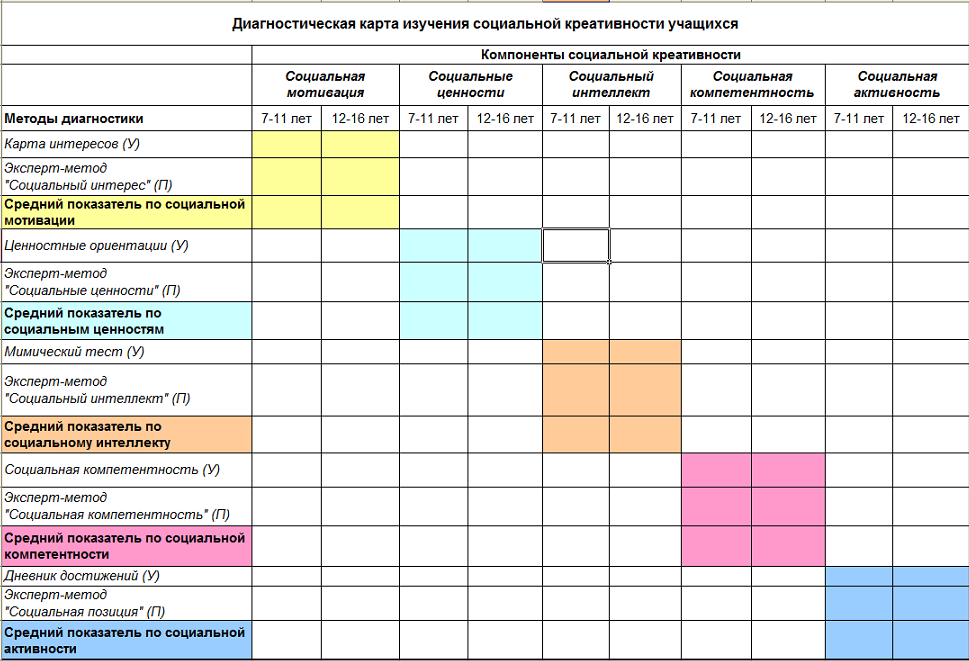 Диагностическая карта изучения социальной креативности учащихся
Компоненты социальной креативности
Социальная мотивация
Социальные ценности
Социальный интеллект
Социальная компетентность
Социальная активность
Методы диагностики 7-11 лет 12-16 лет 7-11 лет 12-16 лет 7-11 лет 12-16 лет 7-11 лет 12-16 лет 7-11 лет 12-16 лет
Карта интересов (У)
Эксперт-метод
"Социальный интерес" (П)
Средний показатель по социальной
мотивации
Ценностные ориентации (У)
Эксперт-метод
"Социальные ценности" (П)
Средний показатель по
социальным ценностям
Мимический тест (У)
Эксперт-метод
"Социальный интеллект" (П)
Средний показатель по
социальному интеллекту
Социальная компетентность (У)
Эксперт-метод
"Социальная компетентность" (П)
Средний показатель по социальной
компетентности
Дневник достижений (У)
Эксперт-метод
"Социальная позиция" (П)
Средний показатель по социальной
активности